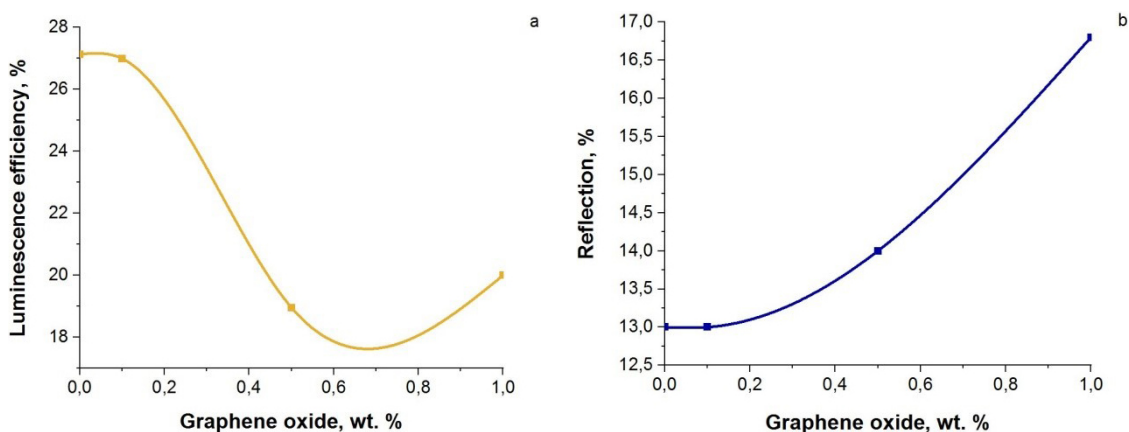 a
28
26
24
22
20
18
Luminescence efficiency, %
0,0 0,2 0,4 0,6 0,8 1,0
Graphene oxide, wt. %
b
17,0
16,5
16,0
15,5
15,0
14,5
14,0
13,5
13,0
12,5
Reflection, %
0,0 0,2 0,4 0,6 0,8 1,0
Graphene oxide, wt. %